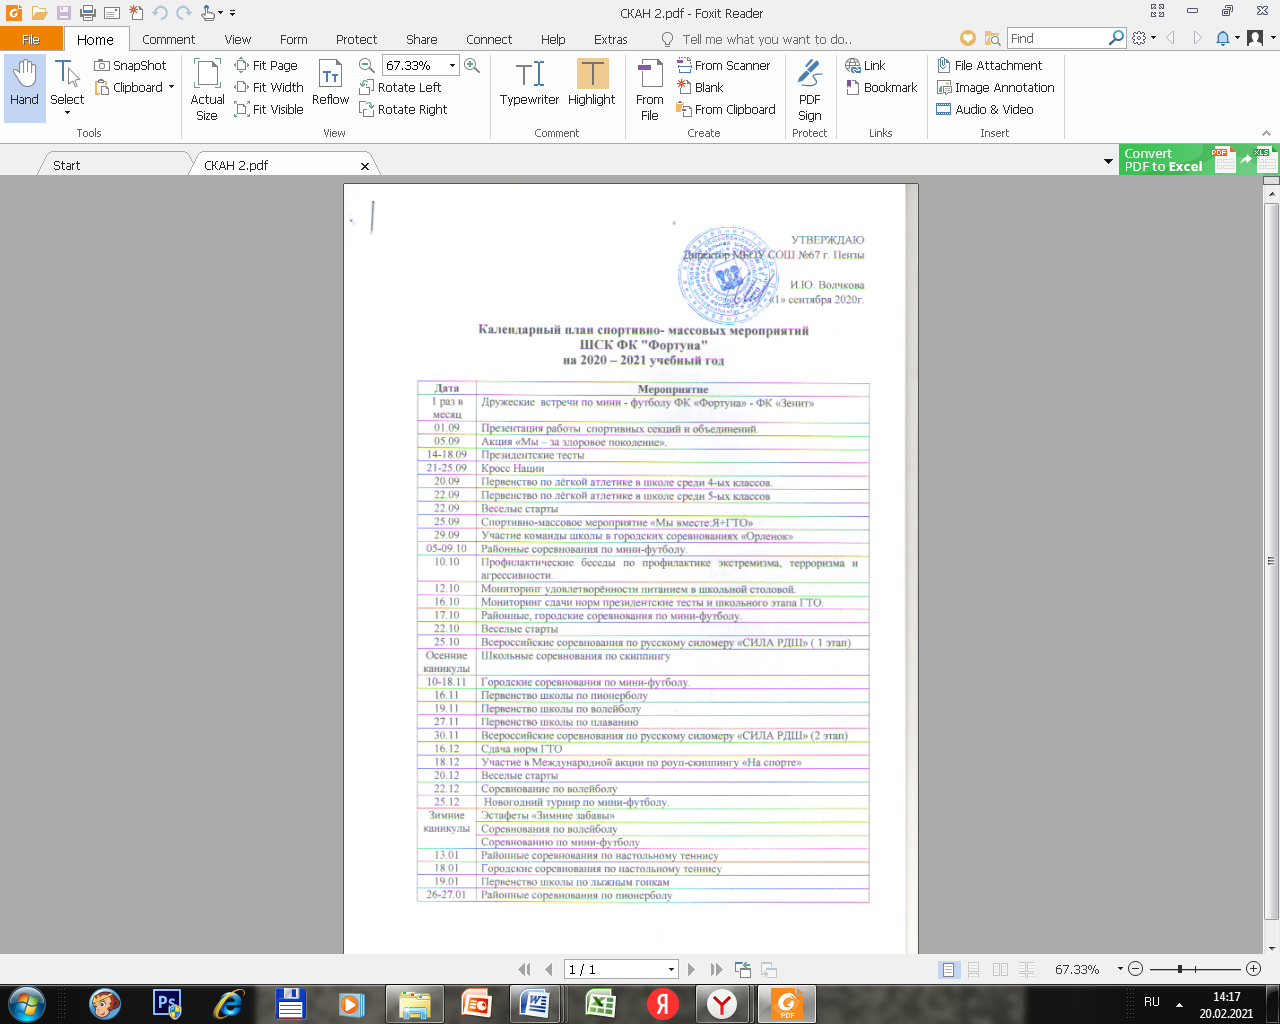 СКАН 2.pdf - Foxit Reader
File Home Comment View Form Protect Share Connect Help Extras Tell me what you want to do.. Find
Hand
Select
SnapShot
Clipboard
Tools
Actual Size
Fit Page
Fit Width
Fit Visible
Reflow
67.33%
Rotate Left
Rotate Right
View
Typewriter
Highlight
Comment
From File
From Scanner
Blank
From Clipboard
Create
PDF Sign
Protect
Link
Bookmark
Links
File Attachment
Image Annotation
Audio & Video
Insert
Start
СКАН 2.pdf
Convert
PDF to Excel
УТВЕРЖДАЮ
Директор МБОУ СОШ №67 г. Пензы
И.Ю. Волчкова
«1» сентября 2020г.
Календарный план спортивно- массовых мероприятий
ШСК ФК "Фортуна"
на 2020 – 2021 учебный год
Дата Мероприятие
1 раз в месяц Дружеские встречи по мини - футболу ФК «Фортуна» - ФК «Зенит»
01.09 Презентация работы спортивных секций и объединений.
05.09 Акция «Мы – за здоровое поколение».
14-18.09 Президентские тесты
21-25.09 Кросс Нации
20.09 Первенство по лёгкой атлетике в школе среди 4-ых классов.
22.09 Первенство по лёгкой атлетике в школе среди 5-ых классов
22.09 Веселые старты
25.09 Спортивно-массовое мероприятие «Мы вместе:Я+ГТО»
29.09 Участие команды школы в городских соревнованиях «Орленок»
05-09.10 Районные соревнования по мини-футболу.
10.10 Профилактические беседы по профилактике экстремизма, терроризма и
агрессивности.
12.10 Мониторинг удовлетворённости питанием в школьной столовой.
16.10 Мониторинг сдачи норм президентские тесты и школьного этапа ГТО.
17.10 Районные, городские соревнования по мини-футболу.
22.10 Веселые старты
25.10 Всероссийские соревнования по русскому силомеру «СИЛА РДШ» ( 1 этап)
Осенние каникулы Школьные соревнования по скиппингу
10-18.11 Городские соревнования по мини-футболу.
16.11 Первенство школы по пионерболу
19.11 Первенство школы по волейболу
27.11 Первенство школы по плаванию
30.11 Всероссийские соревнования по русскому силомеру «СИЛА РДШ» (2 этап)
16.12 Сдача норм ГТО
18.12 Участие в Международной акции по роуп-скиппингу «На спорте»
20.12 Веселые старты
22.12 Соревнование по волейболу
25.12 Новогодний турнир по мини-футболу.
Зимние каникулы Эстафеты «Зимние забавы»
Соревнования по волейболу
Соревнованию по мини-футболу
13.01 Районные соревнования по настольному теннису
18.01 Городские соревнования по настольному теннису
19.01 Первенство школы по лыжным гонкам
26-27.01 Районные соревнования по пионерболу
1 / 1
67.33%
RU
14:17
20.02.2021